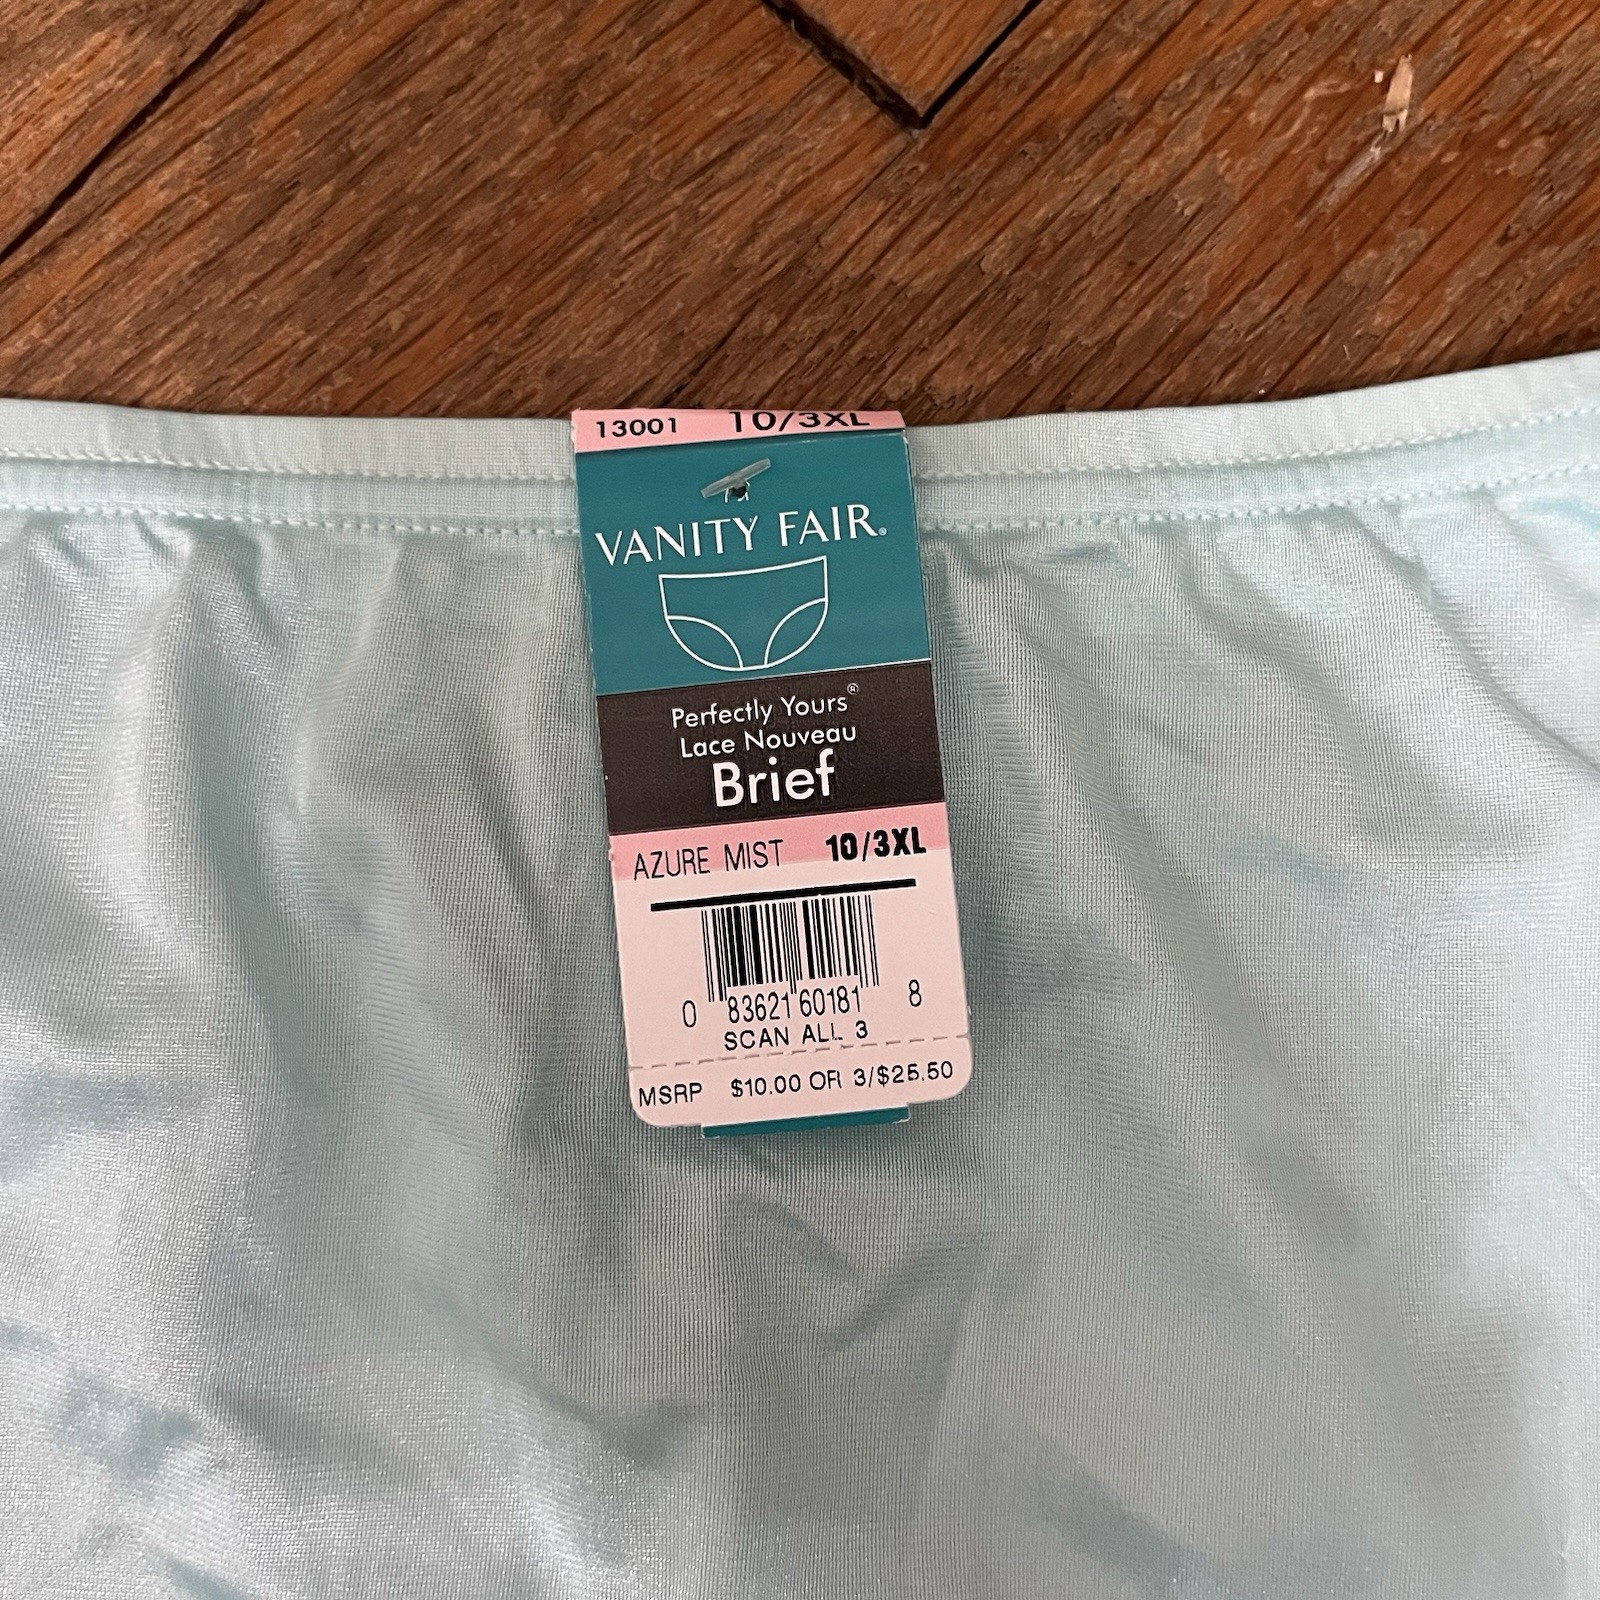 13001 10/3XL
VANITY FAIR®
Perfectly Yours®
Lace Nouveau
Brief
AZURE MIST 10/3XL
0 83621 60181 8
SCAN ALL 3
MSRP $10.00 OR 3/$25.50